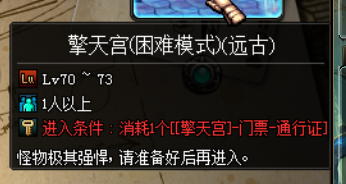 擎天宫(困难模式)(远古)
Lv Lv70 ~ 73
1人以上
进入条件：消耗1个[[擎天宫]-门票-通行证]
怪物极其强悍,请准备好后再进入。